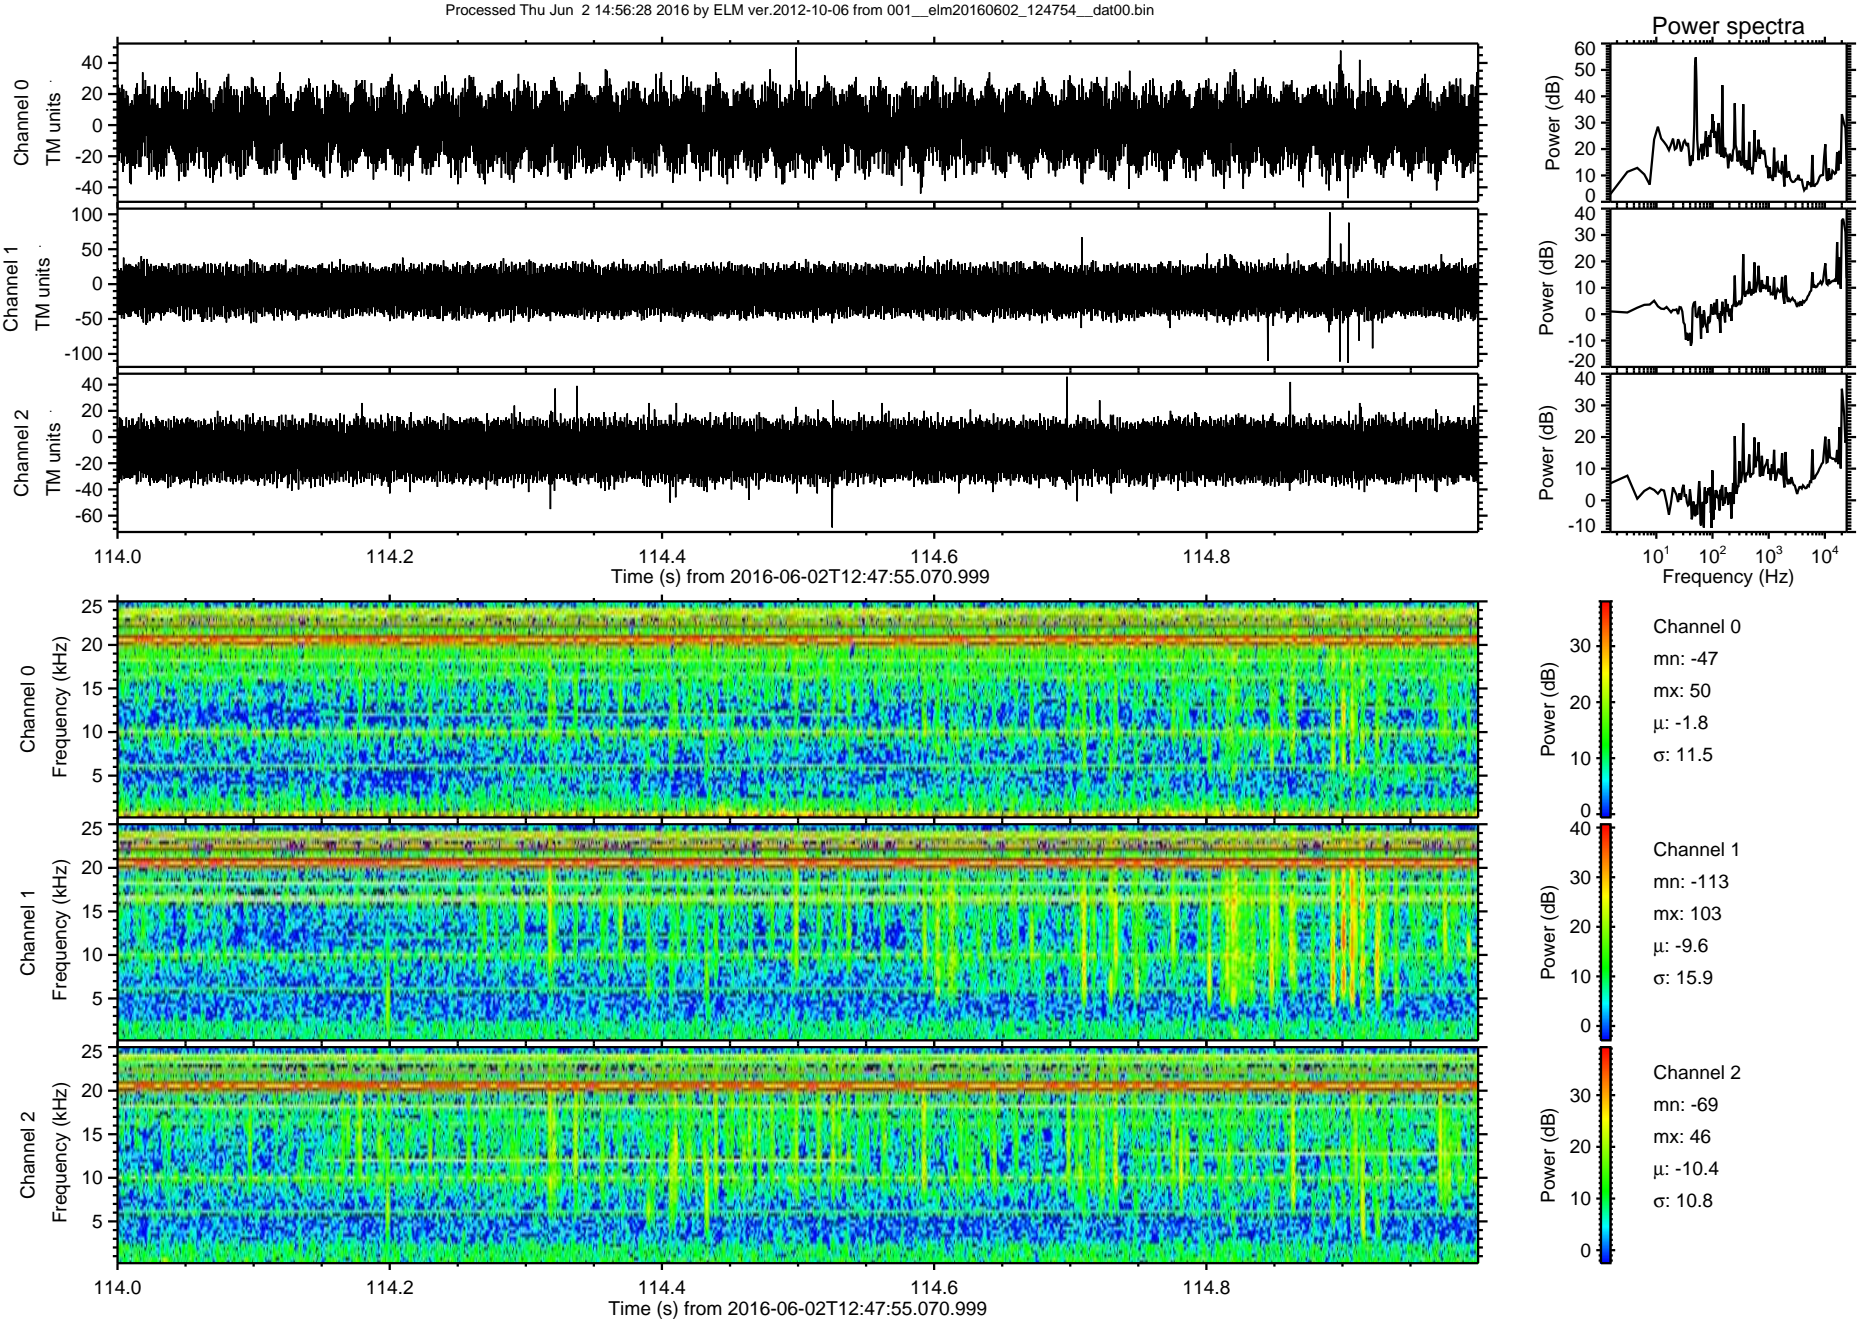 Processed Thu Jun  2 14:56:28 2016 by ELM ver.2012-10-06 from 001__elm20160602_124754__dat00.bin
Power spectra
Channel 0
TM units
40
20
0
-20
-40
Power (dB)
60
50
40
30
20
10
0
Channel 1
TM units
100
50
0
-50
-100
Power (dB)
40
30
20
10
0
-10
-20
Channel 2
TM units
40
20
0
-20
-40
-60
Power (dB)
40
30
20
10
0
-10
114.0 114.2 114.4 114.6 114.8
Time (s) from 2016-06-02T12:47:55.070.999
10^1 10^2 10^3 10^4
Frequency (Hz)
Channel 0
Frequency (kHz)
25
20
15
10
5
Power (dB)
30
20
10
0
Channel 0
mn: -47
mx: 50
μ: -1.8
σ: 11.5
Channel 1
Frequency (kHz)
25
20
15
10
5
Power (dB)
40
30
20
10
0
Channel 1
mn: -113
mx: 103
μ: -9.6
σ: 15.9
Channel 2
Frequency (kHz)
25
20
15
10
5
Power (dB)
30
20
10
0
Channel 2
mn: -69
mx: 46
μ: -10.4
σ: 10.8
114.0 114.2 114.4 114.6 114.8
Time (s) from 2016-06-02T12:47:55.070.999